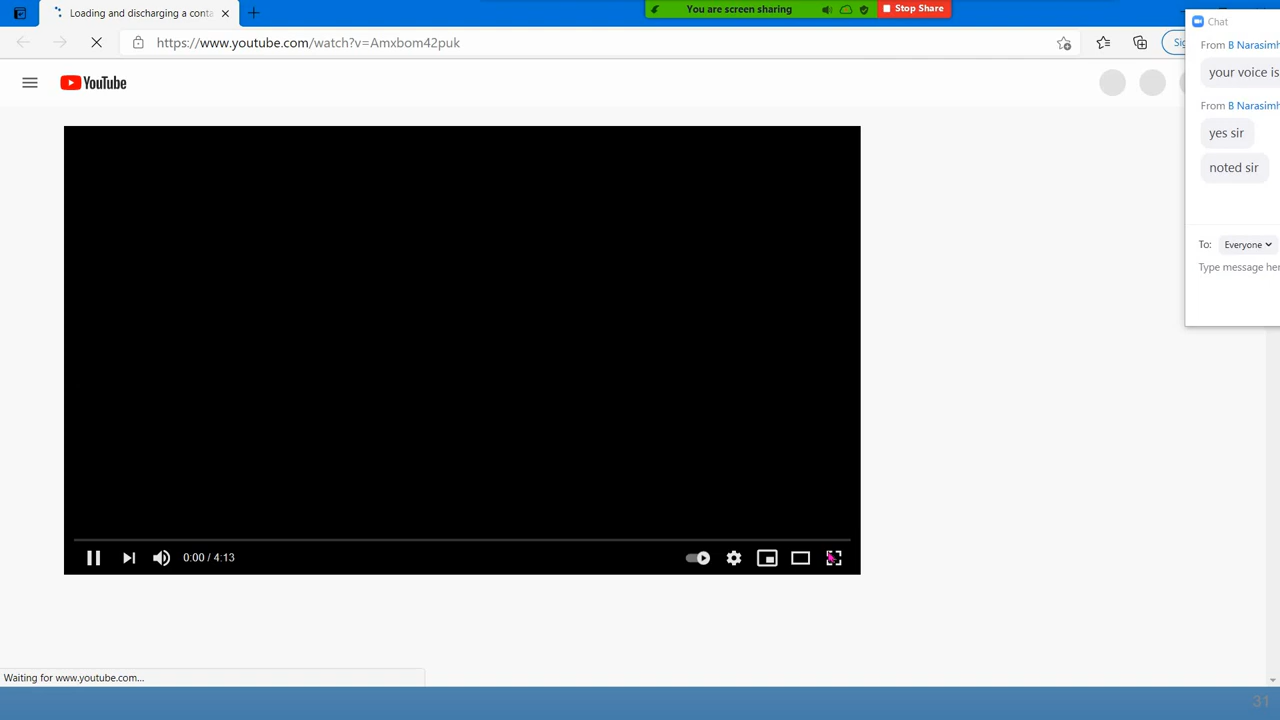 Loading and discharging a conta
You are screen sharing
Stop Share
https://www.youtube.com/watch?v=Amxbom42puk
Sig
YouTube
Chat
From B Narasimh
your voice is
From B Narasimh
yes sir
noted sir
To: Everyone
Type message her
0:00 / 4:13
Waiting for www.youtube.com...
31